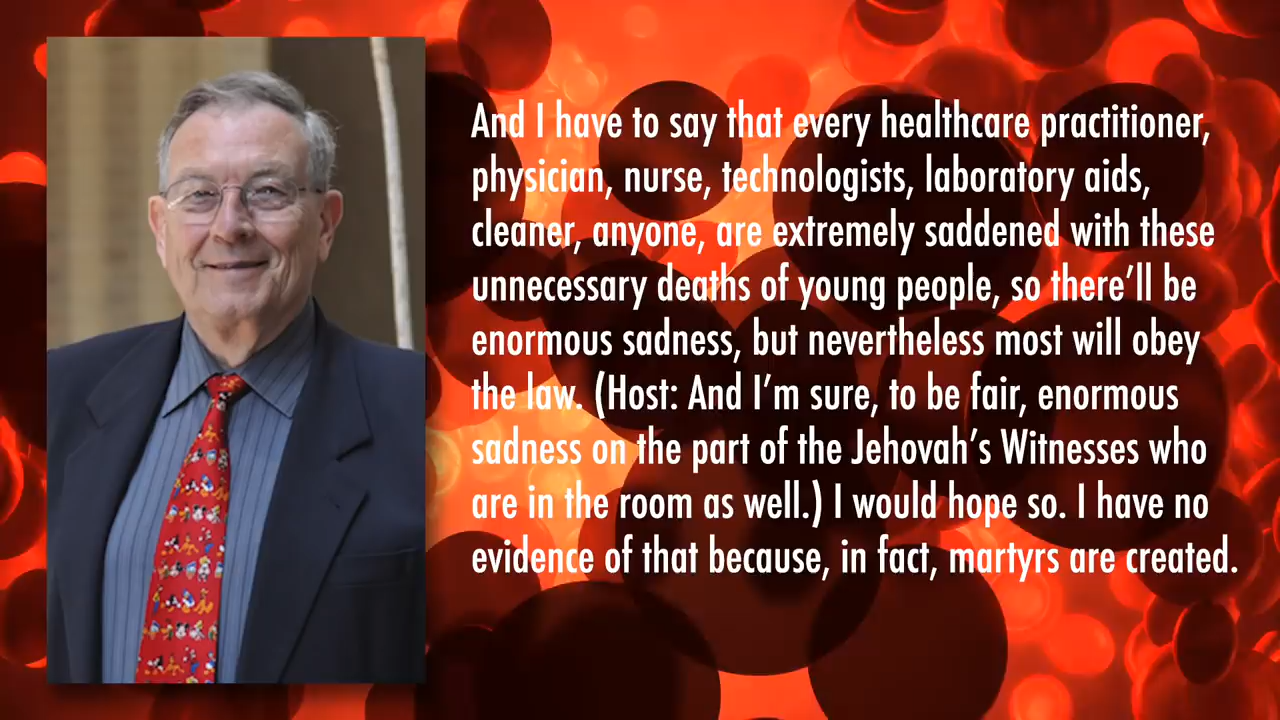 And I have to say that every healthcare practitioner,
physician, nurse, technologists, laboratory aids,
cleaner, anyone, are extremely saddened with these
unnecessary deaths of young people, so there’ll be
enormous sadness, but nevertheless most will obey
the law. (Host: And I’m sure, to be fair, enormous
sadness on the part of the Jehovah’s Witnesses who
are in the room as well.) I would hope so. I have no
evidence of that because, in fact, martyrs are created.